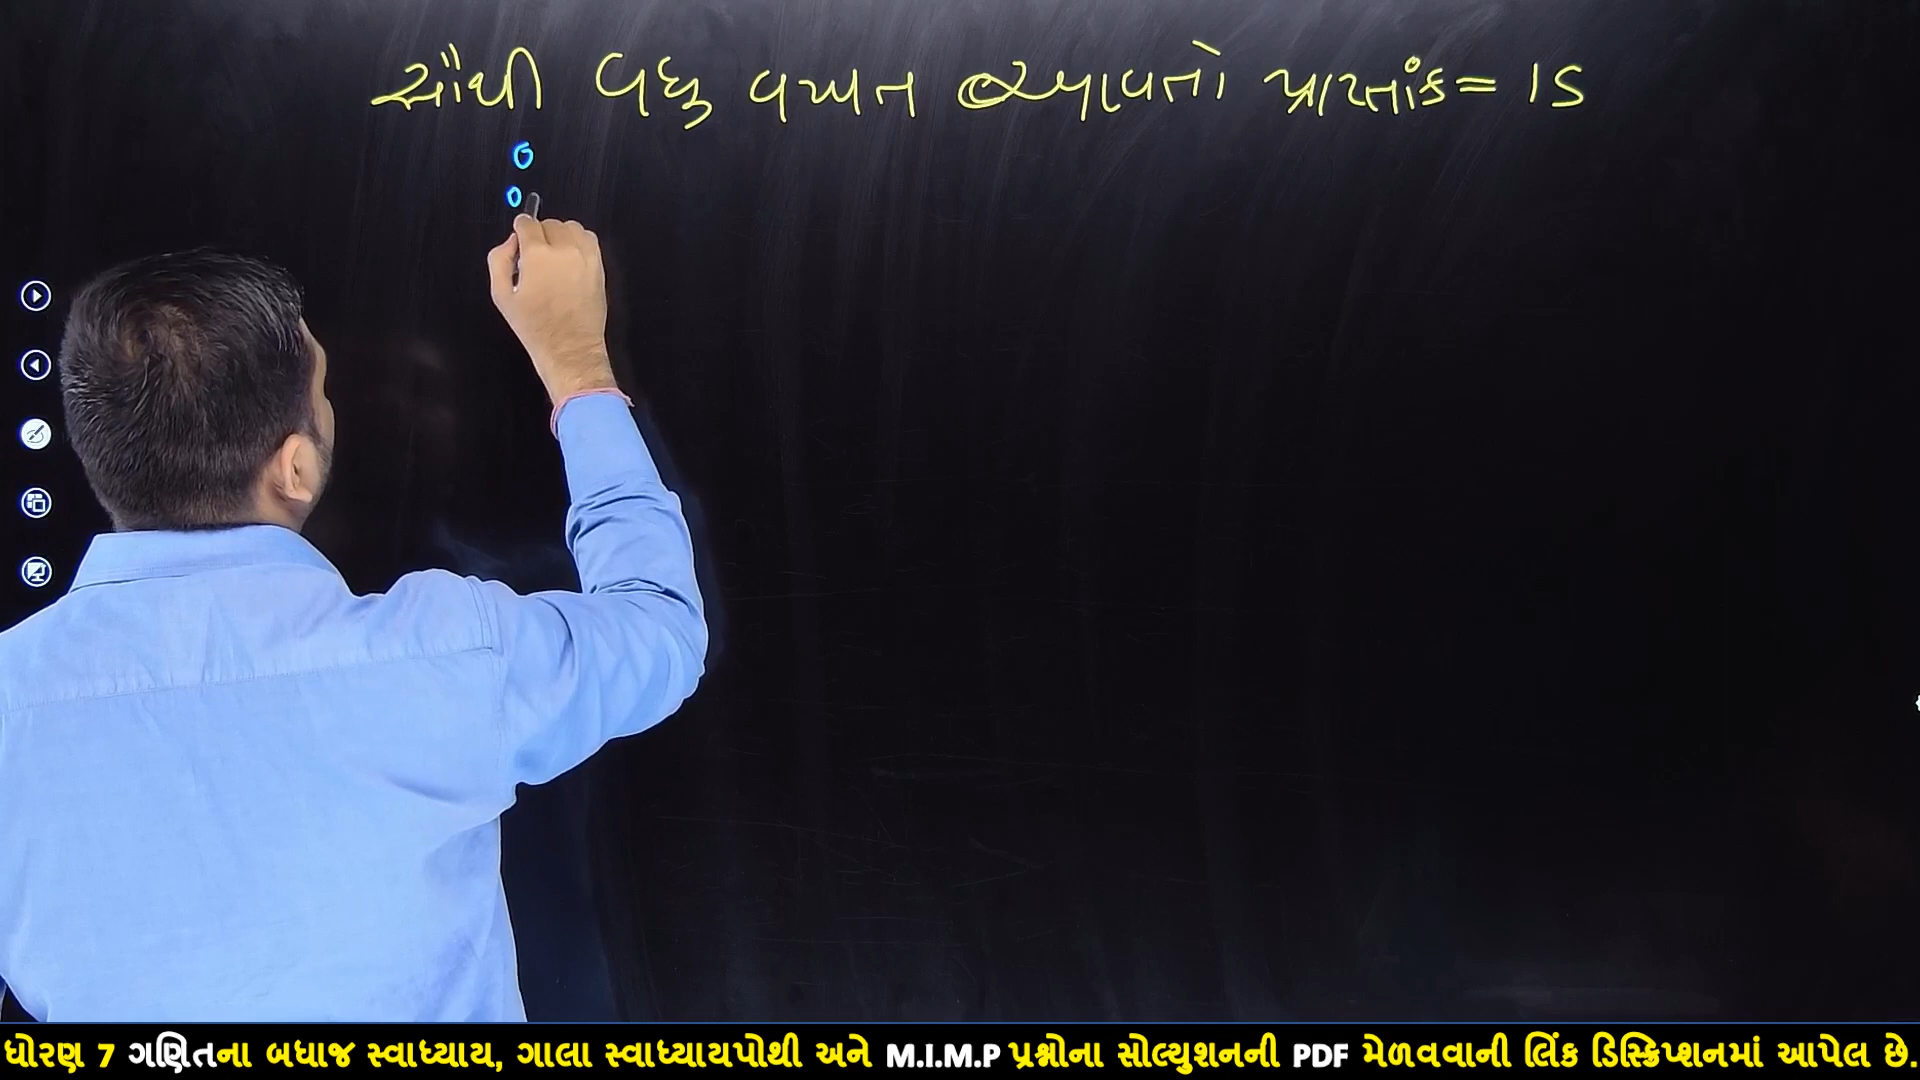 સૌથી વધુ વખત આવતો પ્રાપ્તાંક = 15
0
0
ધોરણ 7 ગણિતના બધાજ સ્વાધ્યાય, ગાલા સ્વાધ્યાયપોથી અને M.I.M.P પ્રશ્નોના સોલ્યુશનની PDF મેળવવાની લિંક ડિસ્ક્રિપ્શનમાં આપેલ છે.